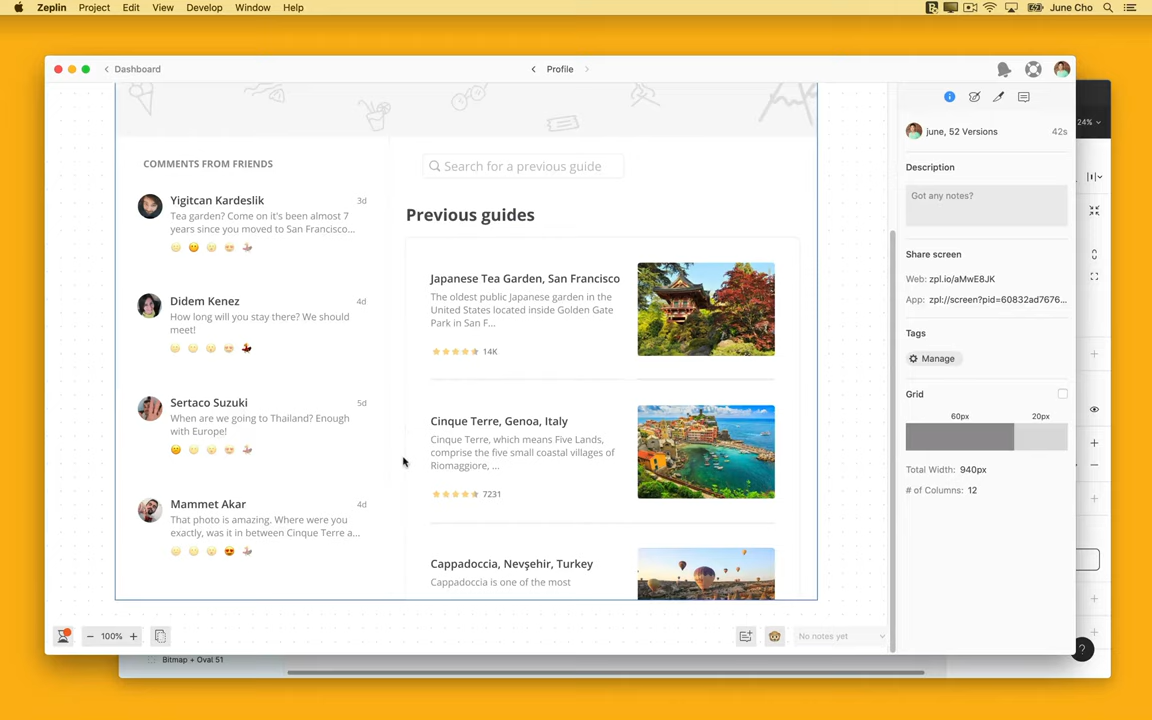 Zeplin Project Edit View Develop Window Help June Cho
Dashboard
Profile
24%
june, 52 Versions 42s
Description
Got any notes?
Share screen
Web: zpl.io/aMwE8JK
App: zpl://screen?pid=60832ad7676...
Tags
Manage
Grid
60px 20px
Total Width: 940px
# of Columns: 12
COMMENTS FROM FRIENDS
Yigitcan Kardeslik 3d
Tea garden? Come on it's been almost 7
years since you moved to San Francisco...
Didem Kenez 4d
How long will you stay there? We should
meet!
Sertaco Suzuki 5d
When are we going to Thailand? Enough
with Europe!
Mammet Akar 4d
That photo is amazing. Where were you
exactly, was it in between Cinque Terre a...
Search for a previous guide
Previous guides
Japanese Tea Garden, San Francisco
The oldest public Japanese garden in the
United States located inside Golden Gate
Park in San F...
14K
Cinque Terre, Genoa, Italy
Cinque Terre, which means Five Lands,
comprise the five small coastal villages of
Riomaggiore, ...
7231
Cappadoccia, Nevşehir, Turkey
Cappadoccia is one of the most
100%
No notes yet
?
Bitmap + Oval 51